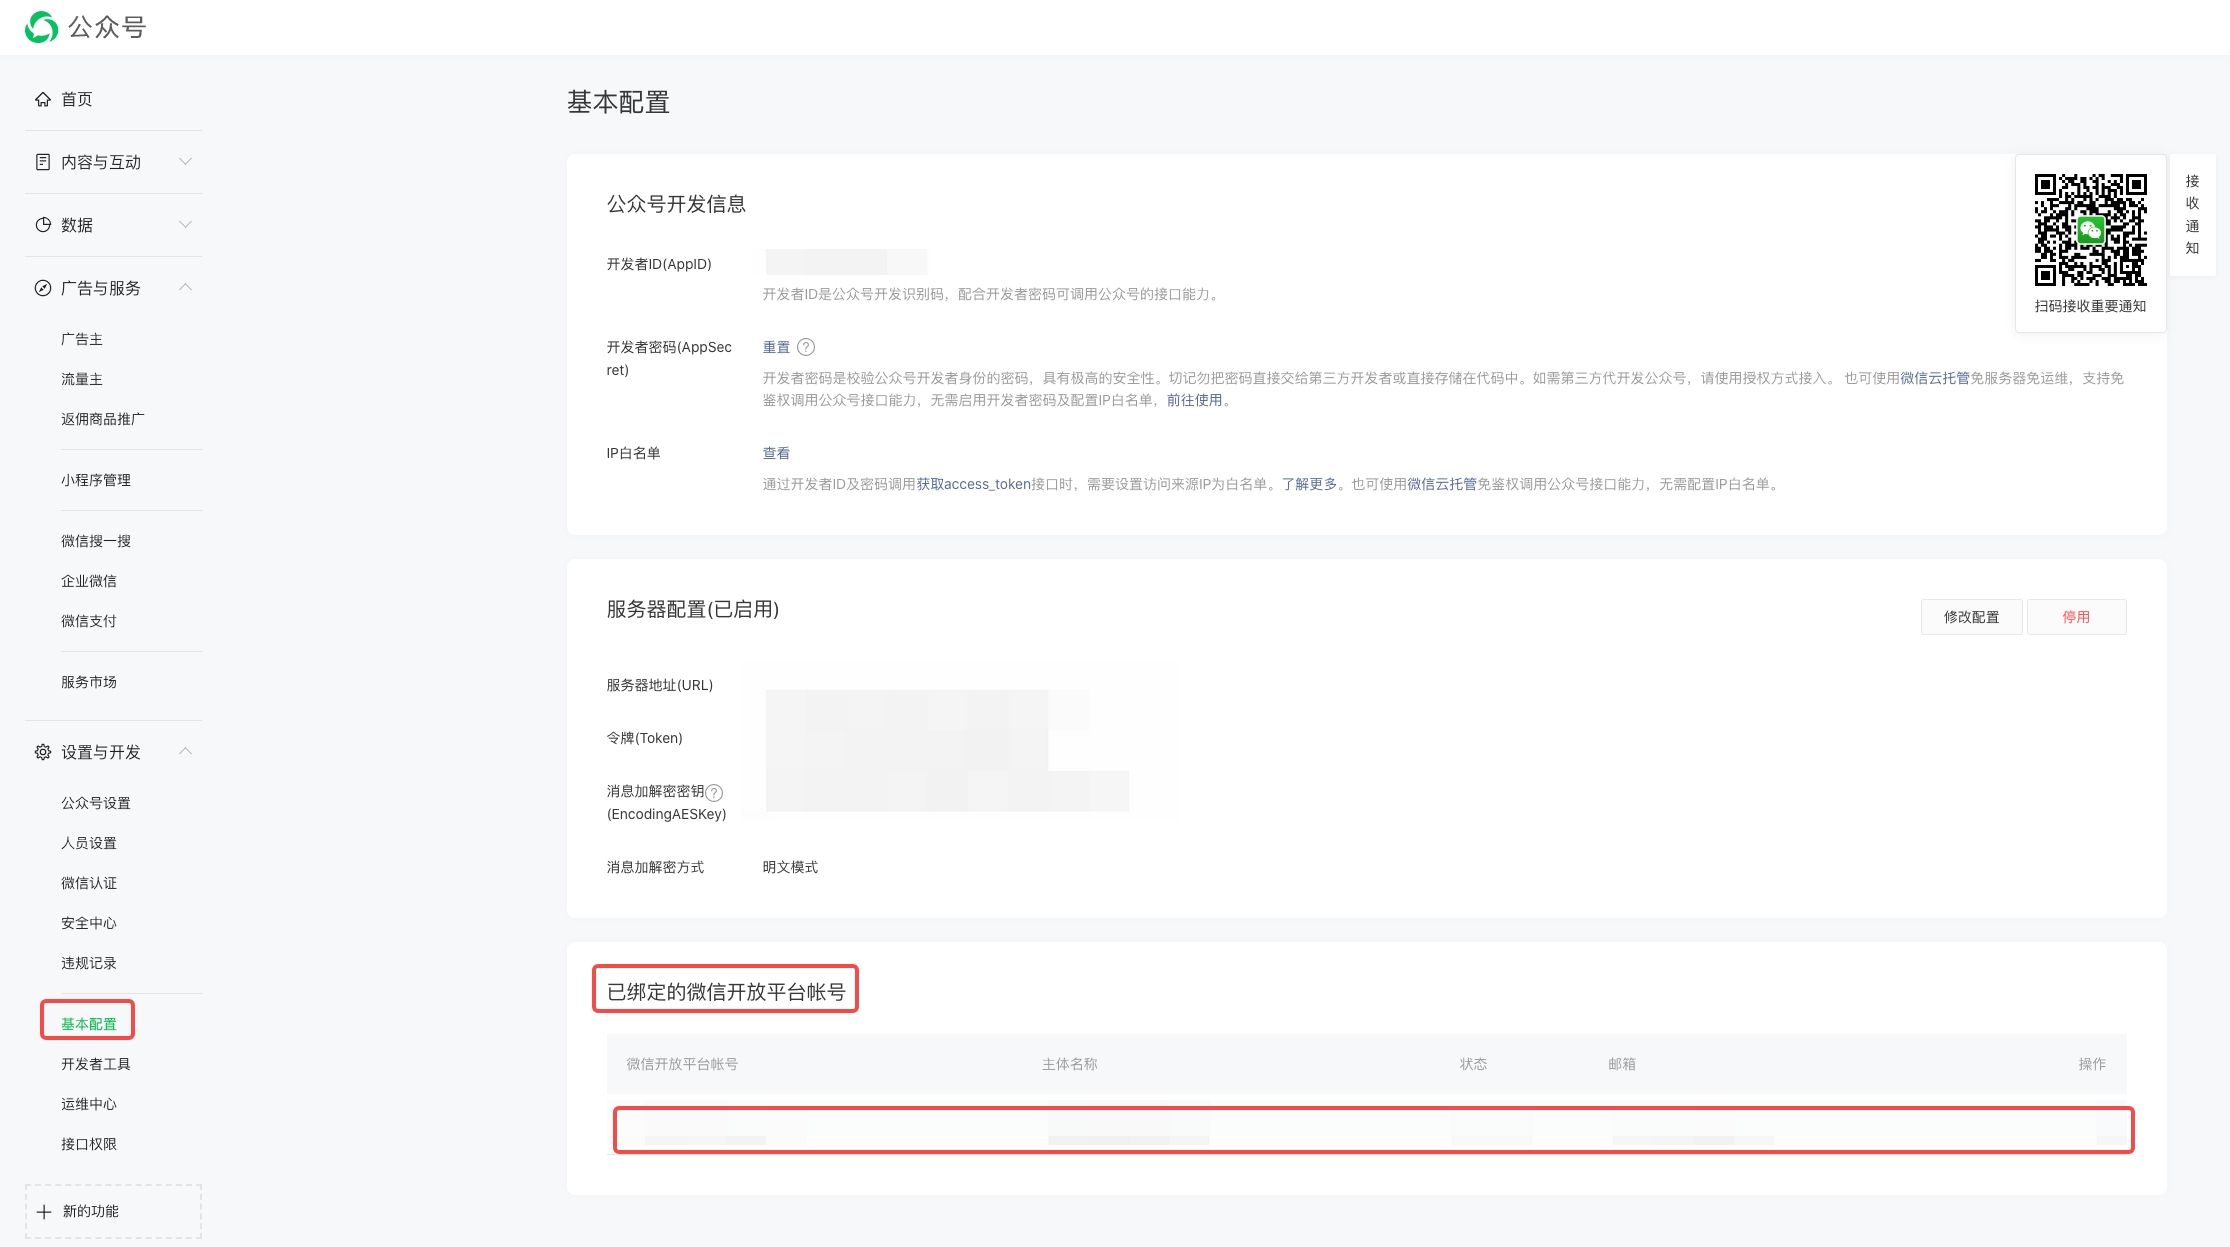 公众号
首页
内容与互动
数据
广告与服务
广告主
流量主
返佣商品推广
小程序管理
微信搜一搜
企业微信
微信支付
服务市场
设置与开发
公众号设置
人员设置
微信认证
安全中心
违规记录
基本配置
开发者工具
运维中心
接口权限
新的功能
基本配置
公众号开发信息
开发者ID(AppID)
开发者ID是公众号开发识别码，配合开发者密码可调用公众号的接口能力。
开发者密码(AppSec
ret)
重置 ?
开发者密码是校验公众号开发者身份的密码，具有极高的安全性。切记勿把密码直接交给第三方开发者或直接存储在代码中。如需第三方代开发公众号，请使用授权方式接入。 也可使用微信云托管免服务器免运维，支持免
鉴权调用公众号接口能力，无需启用开发者密码及配置IP白名单，前往使用。
IP白名单
查看
通过开发者ID及密码调用获取access_token接口时，需要设置访问来源IP为白名单。了解更多。也可使用微信云托管免鉴权调用公众号接口能力，无需配置IP白名单。
扫码接收重要通知
接
收
通
知
服务器配置(已启用)
修改配置
停用
服务器地址(URL)
令牌(Token)
消息加解密密钥?
(EncodingAESKey)
消息加解密方式
明文模式
已绑定的微信开放平台帐号
微信开放平台帐号
主体名称
状态
邮箱
操作